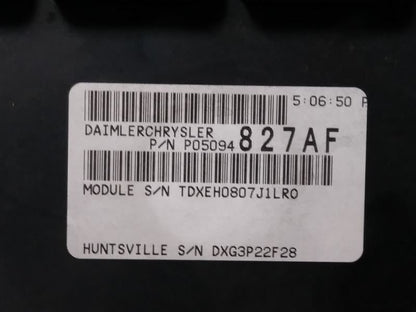 5:06:50 P
DAIMLERCHRYSLER
P/N P05094 827AF
MODULE S/N TDXEH0807J1LR0
HUNTSVILLE S/N DXG3P22F28